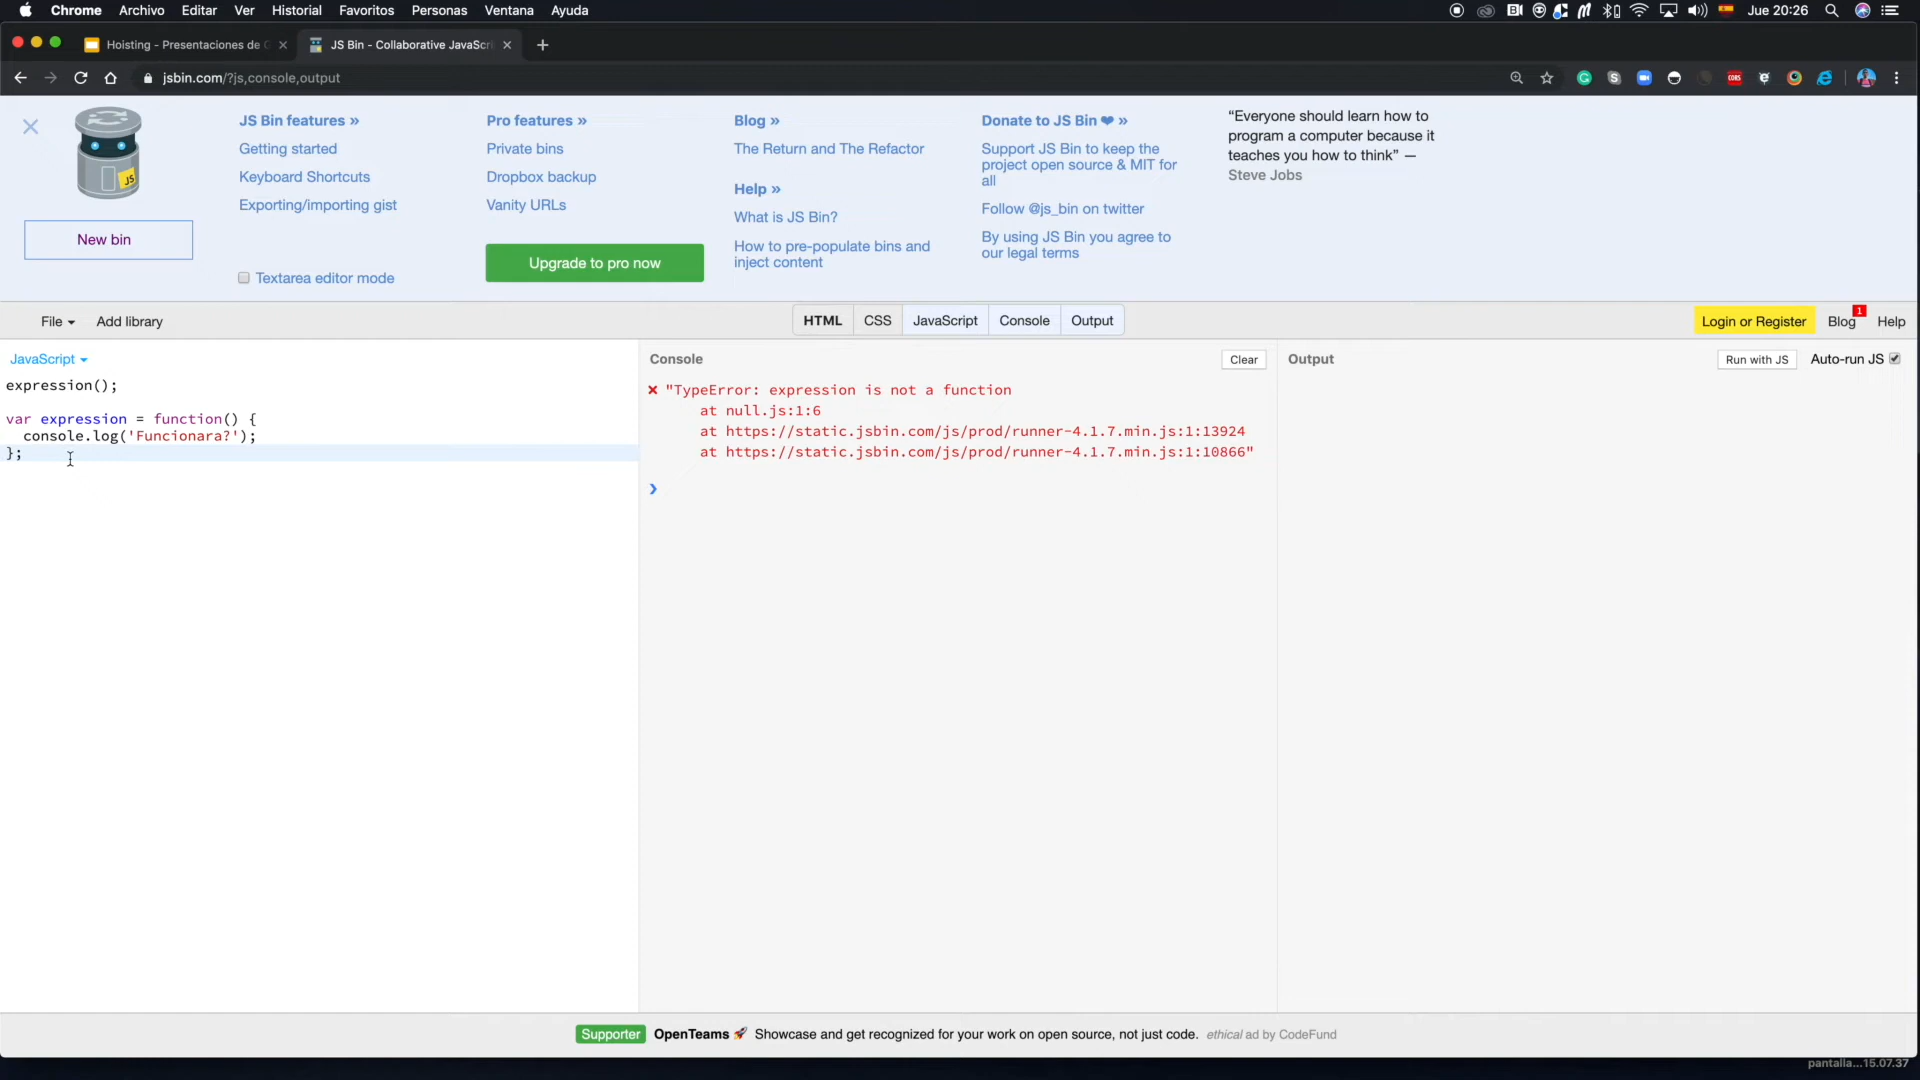 Chrome Archivo Editar Ver Historial Favoritos Personas Ventana Ayuda Jue 20:26
Hoisting - Presentaciones de JS Bin - Collaborative JavaScri
jsbin.com/?js,console,output
JS Bin features »
Getting started
Keyboard Shortcuts
Exporting/importing gist
Textarea editor mode
New bin
Pro features »
Private bins
Dropbox backup
Vanity URLs
Upgrade to pro now
Blog »
The Return and The Refactor
Help »
What is JS Bin?
How to pre-populate bins and
inject content
Donate to JS Bin ❤ »
Support JS Bin to keep the
project open source & MIT for
all
Follow @js_bin on twitter
By using JS Bin you agree to
our legal terms
“Everyone should learn how to
program a computer because it
teaches you how to think” —
Steve Jobs
File Add library HTML CSS JavaScript Console Output Login or Register Blog 1 Help
JavaScript
expression();
var expression = function() {
console.log('Funcionara?');
};
Console Clear
"TypeError: expression is not a function
at null.js:1:6
at https://static.jsbin.com/js/prod/runner-4.1.7.min.js:1:13924
at https://static.jsbin.com/js/prod/runner-4.1.7.min.js:1:10866"
Output Run with JS Auto-run JS
Supporter OpenTeams 🚀 Showcase and get recognized for your work on open source, not just code. ethical ad by CodeFund
pantalla...15.07.37